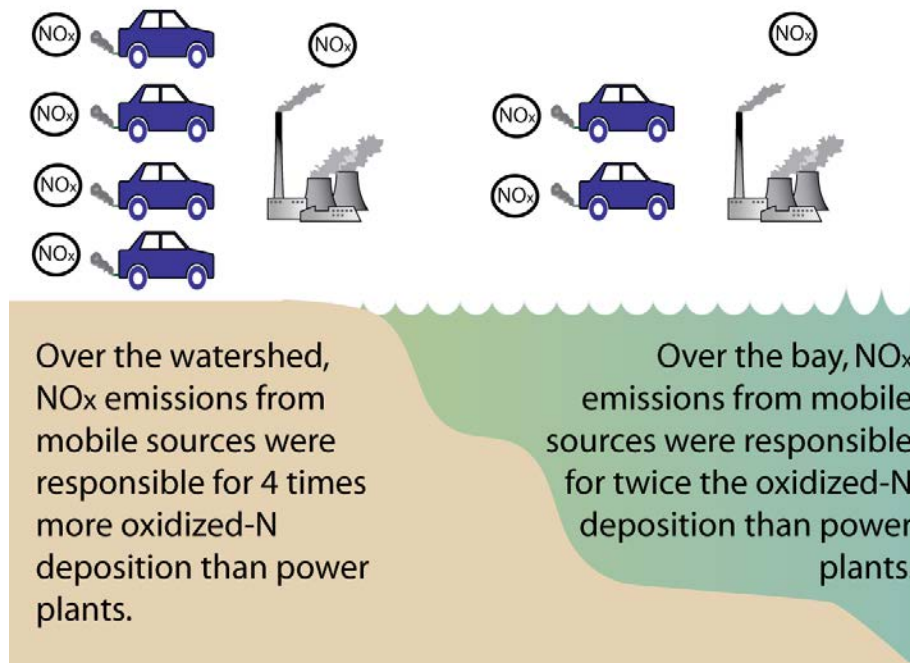 NOx
NOx
NOx
NOx
NOx
NOx
NOx
NOx
Over the watershed,
NOx emissions from
mobile sources were
responsible for 4 times
more oxidized-N
deposition than power
plants.
Over the bay, NOx
emissions from mobile
sources were responsible
for twice the oxidized-N
deposition than power
plants